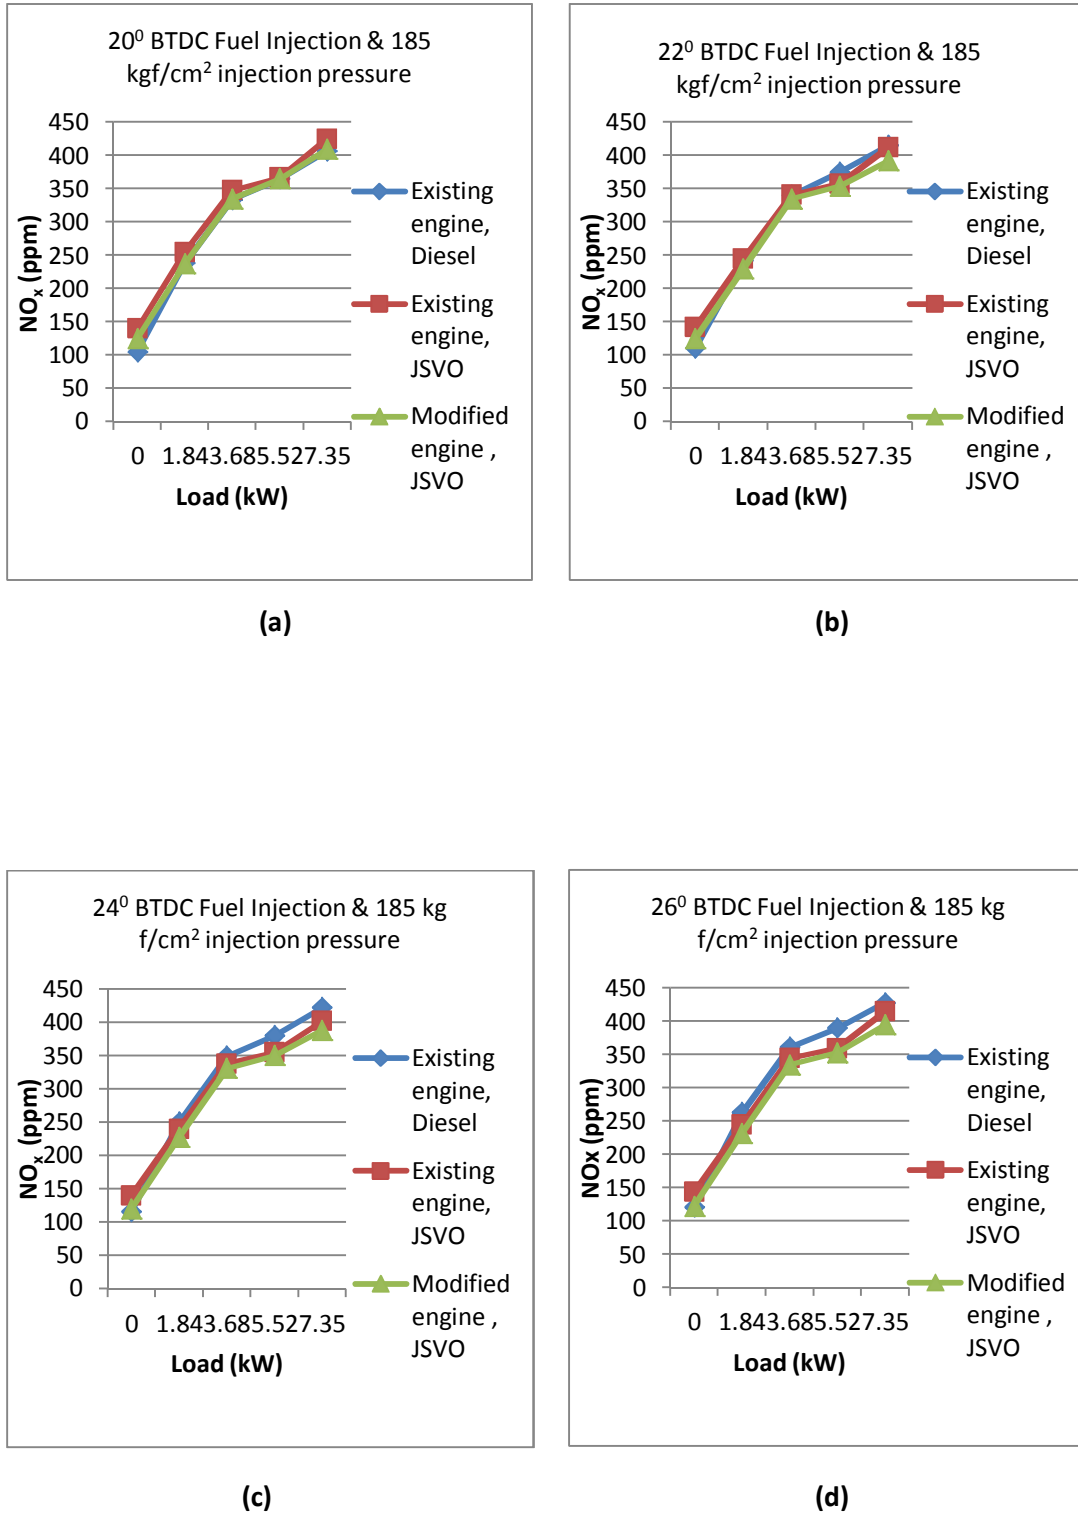 20⁰ BTDC Fuel Injection & 185
kgf/cm² injection pressure
450
400
350
300
250
200
150
100
50
0
NOₓ (ppm)
0 1.843.685.527.35
Load (kW)
Existing
engine,
Diesel
Existing
engine,
JSVO
Modified
engine ,
JSVO
(a)
22⁰ BTDC Fuel Injection & 185
kgf/cm² injection pressure
450
400
350
300
250
200
150
100
50
0
NOₓ (ppm)
0 1.843.685.527.35
Load (kW)
Existing
engine,
Diesel
Existing
engine,
JSVO
Modified
engine ,
JSVO
(b)
24⁰ BTDC Fuel Injection & 185 kg
f/cm² injection pressure
450
400
350
300
250
200
150
100
50
0
NOₓ (ppm)
0 1.843.685.527.35
Load (kW)
Existing
engine,
Diesel
Existing
engine,
JSVO
Modified
engine ,
JSVO
(c)
26⁰ BTDC Fuel Injection & 185 kg
f/cm² injection pressure
450
400
350
300
250
200
150
100
50
0
NOx (ppm)
0 1.843.685.527.35
Load (kW)
Existing
engine,
Diesel
Existing
engine,
JSVO
Modified
engine ,
JSVO
(d)